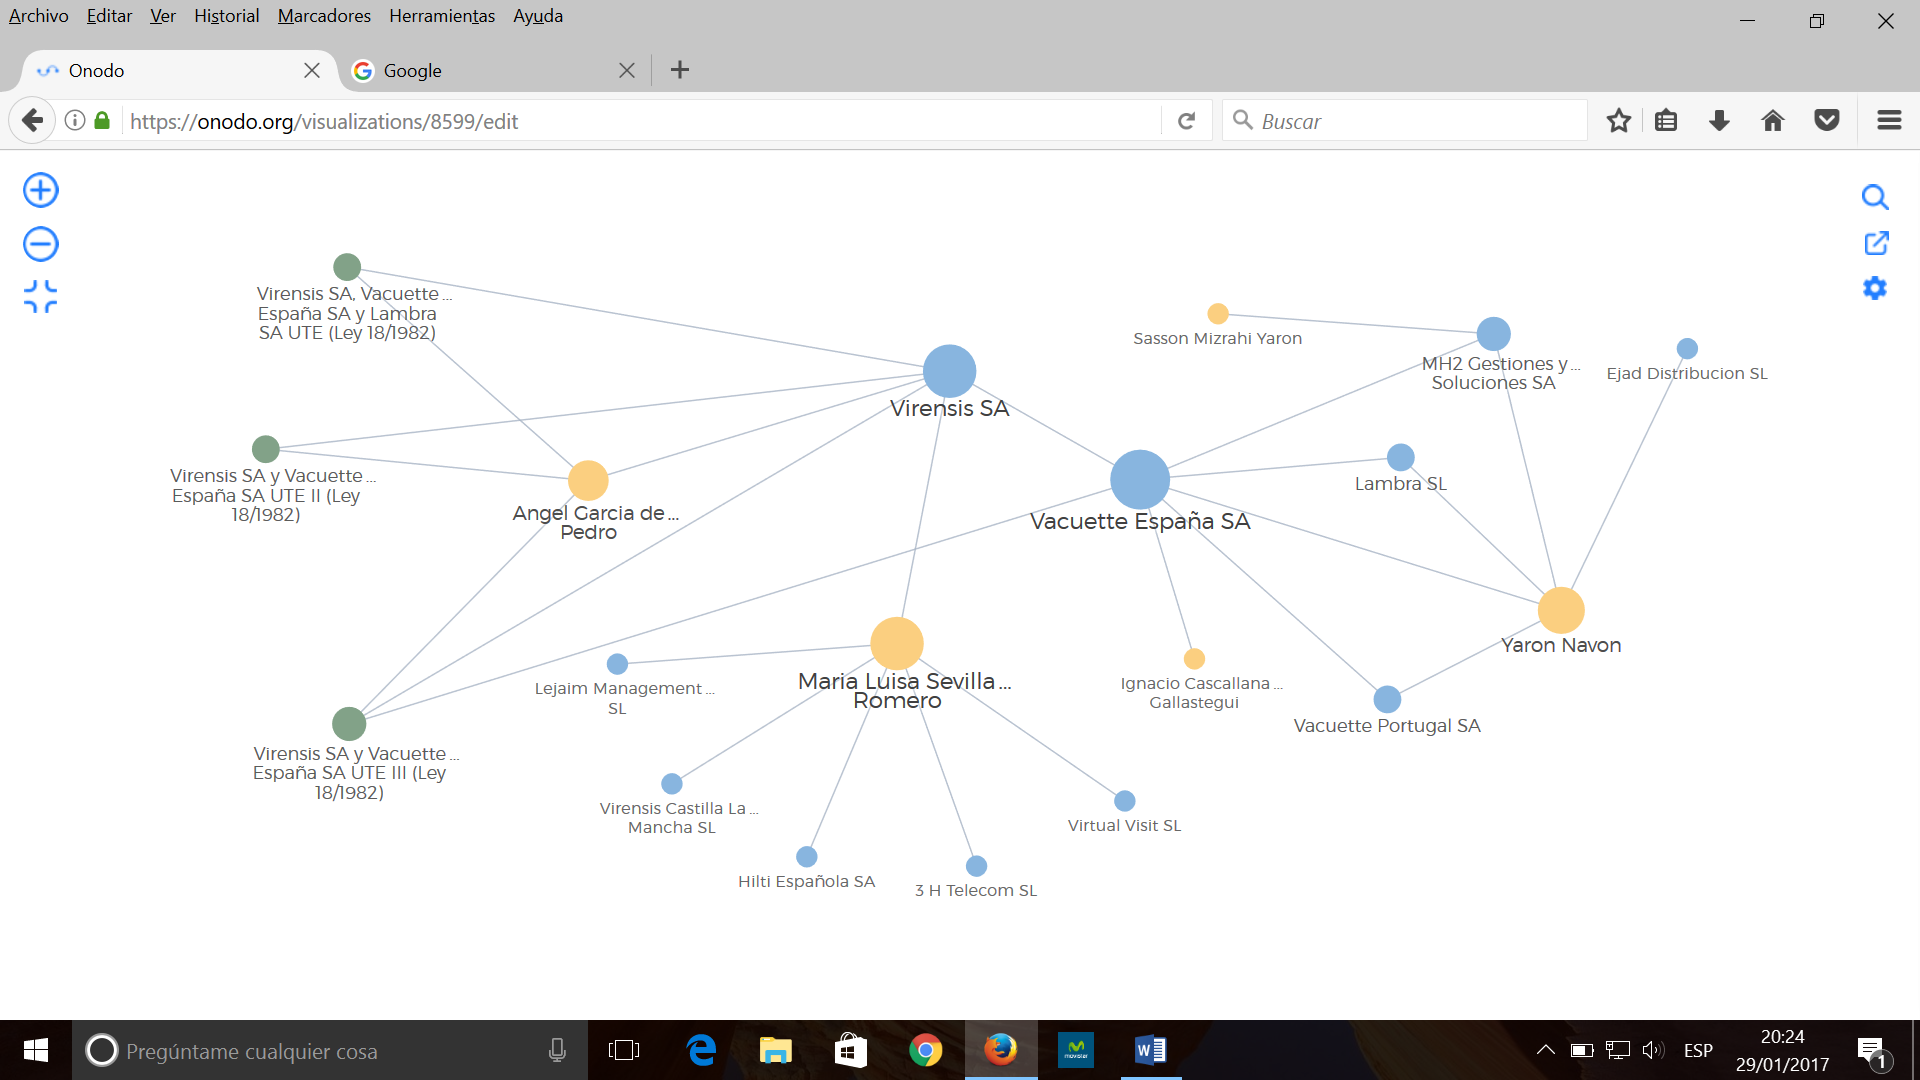 Archivo Editar Ver Historial Marcadores Herramientas Ayuda
Onodo
Google
https://onodo.org/visualizations/8599/edit
Buscar
Virensis SA, Vacuette ...
España SA y Lambra
SA UTE (Ley 18/1982)
Sasson Mizrahi Yaron
MH2 Gestiones y ...
Soluciones SA
Ejad Distribucion SL
Virensis SA
Virensis SA y Vacuette ...
España SA UTE II (Ley
18/1982)
Angel Garcia de ...
Pedro
Vacuette España SA
Lambra SL
Yaron Navon
Lejaim Management ...
SL
Maria Luisa Sevilla ...
Romero
Ignacio Cascallana ...
Gallastegui
Vacuette Portugal SA
Virensis SA y Vacuette ...
España SA UTE III (Ley
18/1982)
Virensis Castilla La ...
Mancha SL
Virtual Visit SL
Hilti Española SA
3 H Telecom SL
Pregúntame cualquier cosa
movistar
ESP
20:24
29/01/2017
1